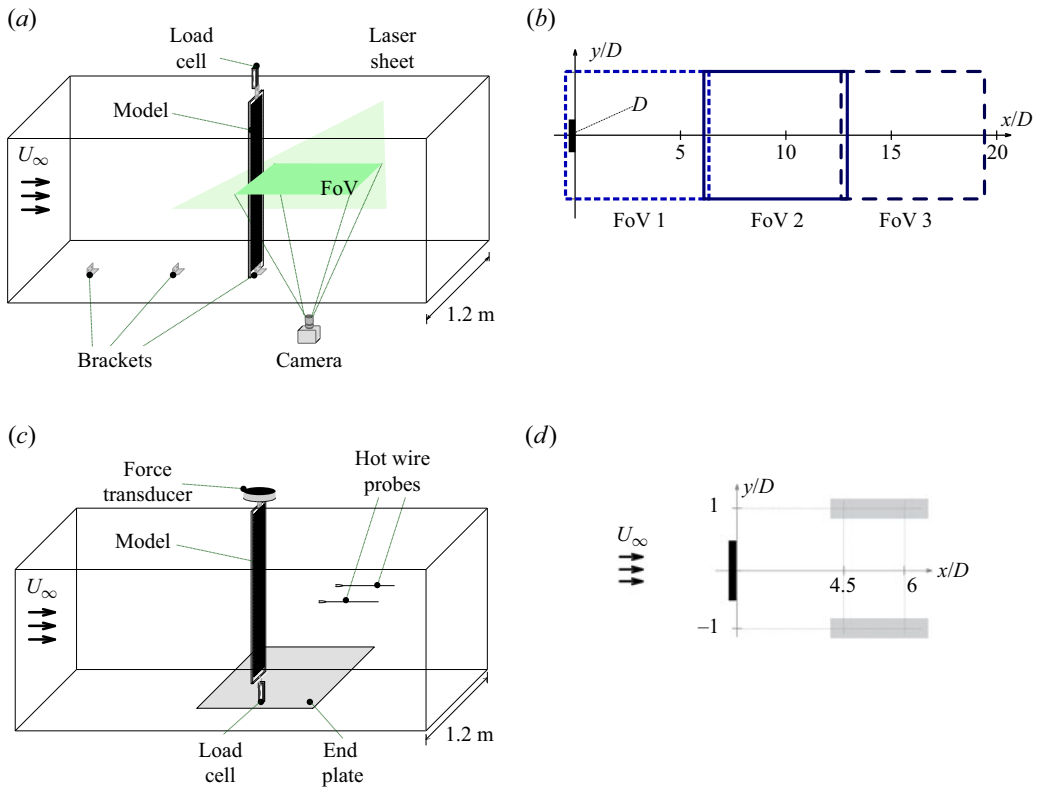 (a)
Load
cell
Laser
sheet
Model
U∞
FoV
1.2 m
Brackets
Camera
(b)
y/D
D
x/D
5
10
15
20
FoV 1
FoV 2
FoV 3
(c)
Force
transducer
Hot wire
probes
Model
U∞
1.2 m
Load
cell
End
plate
(d)
y/D
1
U∞
x/D
4.5
6
–1